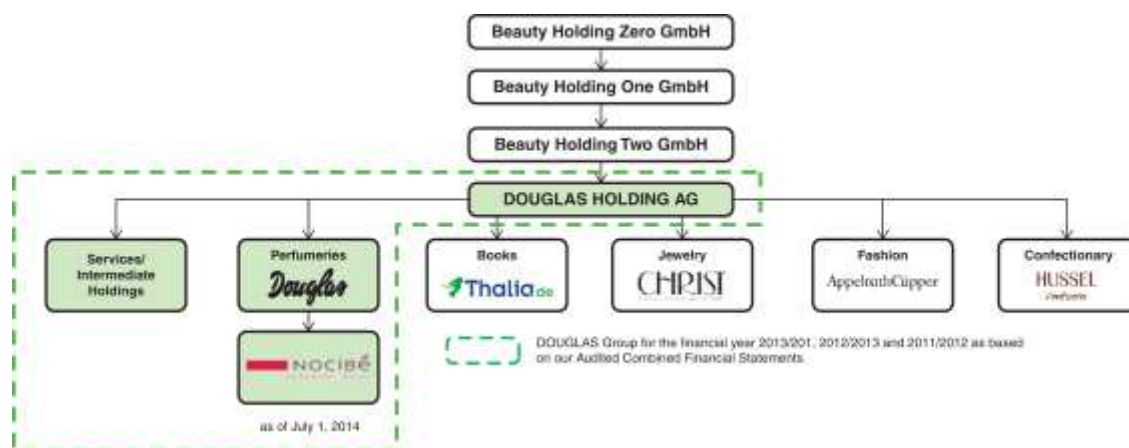 Beauty Holding Zero GmbH
Beauty Holding One GmbH
Beauty Holding Two GmbH
DOUGLAS HOLDING AG
Services/
Intermediate
Holdings
Perfumeries
Douglas
Books
Thalia.de
Jewelry
CHRIST
Fashion
AppelrathCüpper
Confectionary
HUSSEL
NOCIBÉ
as of July 1, 2014
DOUGLAS Group for the financial year 2013/201, 2012/2013 and 2011/2012 as based
on our Audited Combined Financial Statements